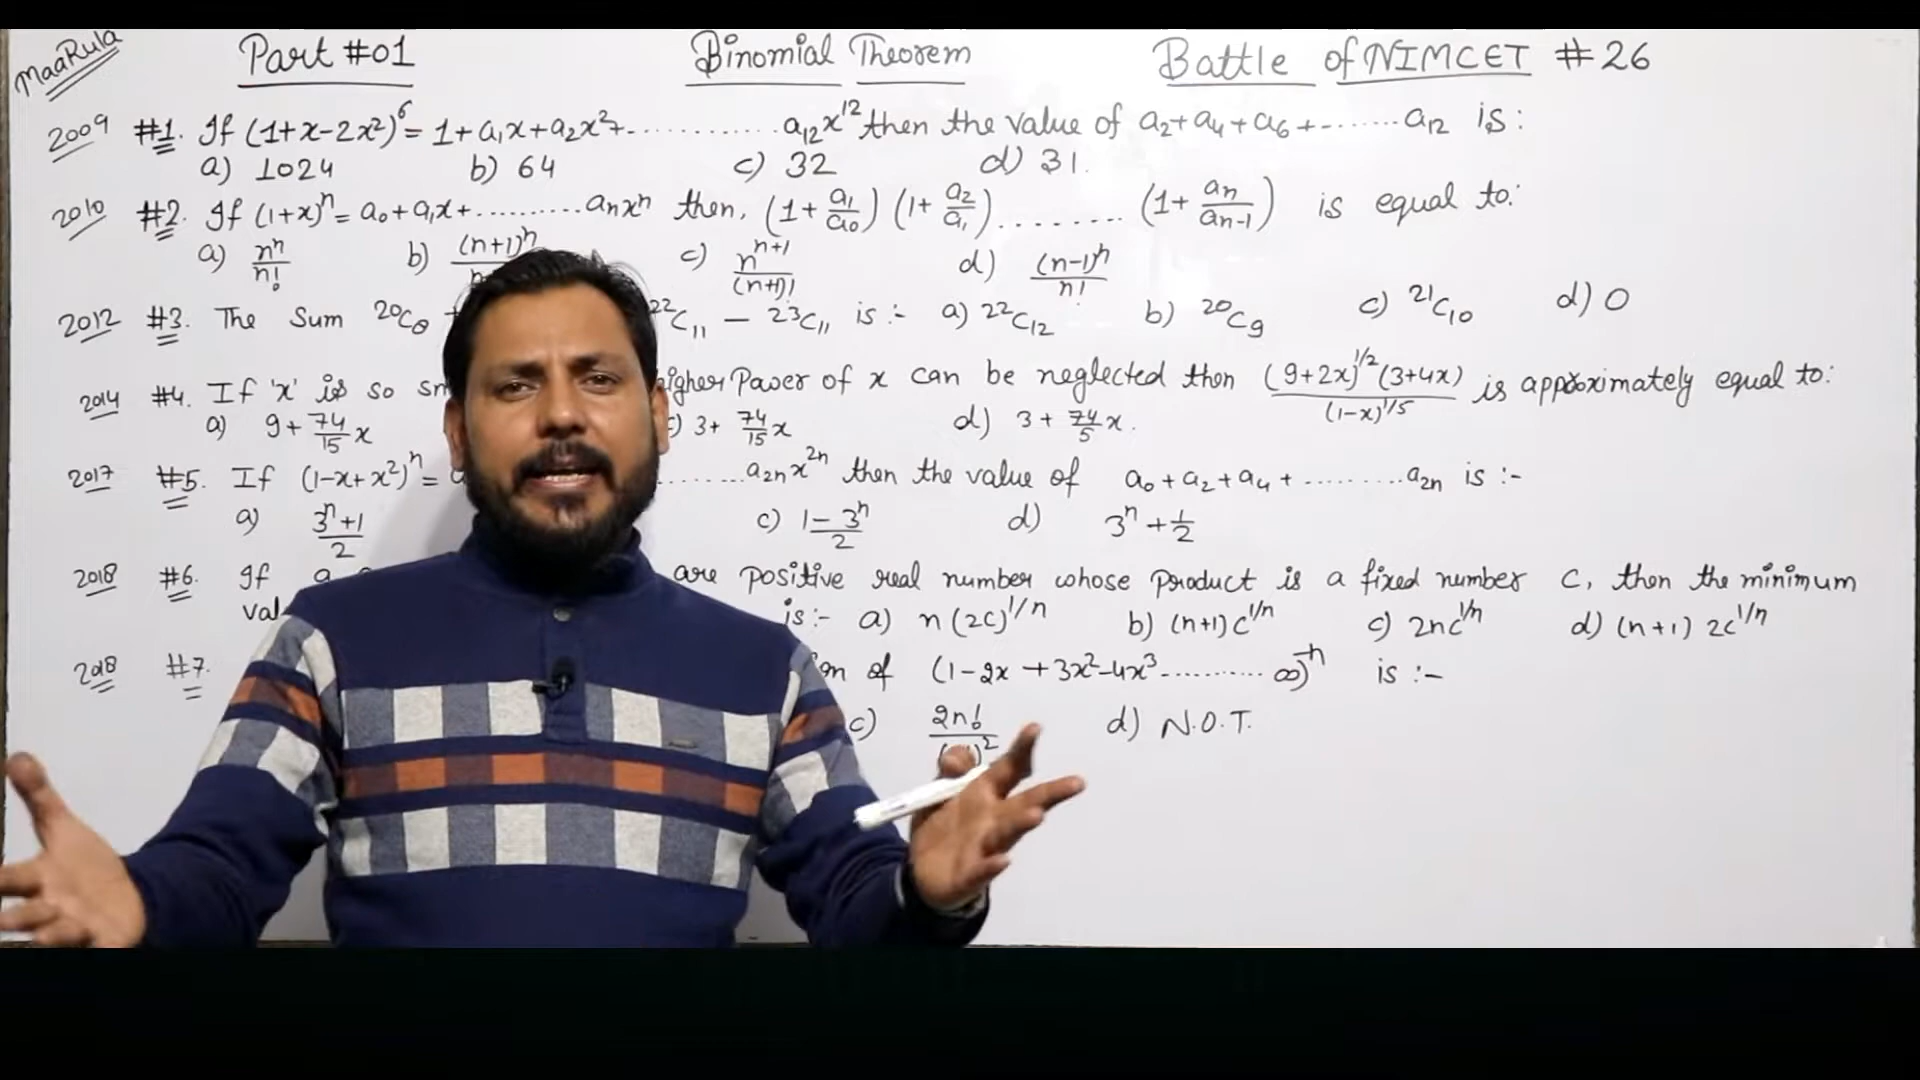 MaaRula Part #01 Binomial Theorem Battle of NIMCET #26
2009 #1. If (1+x-2x²)⁶ = 1+a₁x+a₂x²+............a₁₂x¹² then the value of a₂+a₄+a₆+.......a₁₂ is:
a) 1024 b) 64 c) 32 d) 31.
2010 #2. If (1+x)ⁿ = a₀+a₁x+..........aₙxⁿ then, (1+a₁/a₀)(1+a₂/a₁)........(1+aₙ/aₙ₋₁) is equal to:
a) nⁿ/n! b) (n+1)ⁿ c) nⁿ⁺¹/(n+1)! d) (n-1)ⁿ/n!
2012 #3. The Sum ²⁰C₈ ²²C₁₁ - ²³C₁₁ is :- a) ²²C₁₂ b) ²⁰C₉ c) ²¹C₁₀ d) 0
2014 #4. If 'x' is so Power of x can be neglected then (9+2x)^1/2 (3+4x)/(1-x)^1/5 is approximately equal to:
a) 9+74/15 x 3+74/15 x d) 3+74/5 x.
2017 #5. If (1-x+x²)ⁿ = .......a₂ₙx²ⁿ then the value of a₀+a₂+a₄+.........a₂ₙ is :-
a) 3ⁿ+1/2 c) 1-3ⁿ/2 d) 3ⁿ+1/2
2018 #6. If are positive real number whose product is a fixed number C, then the minimum
is :- a) n(2C)^1/n b) (n+1)C^1/n c) 2nC^1/n d) (n+1) 2C^1/n
2018 #7. of (1-2x+3x²-4x³..........∞)⁻ⁿ is :-
c) 2n! d) N.O.T.